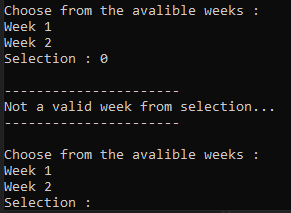 Choose from the avalible weeks :
Week 1
Week 2
Selection : 0
----------------------
Not a valid week from selection...
----------------------
Choose from the avalible weeks :
Week 1
Week 2
Selection :